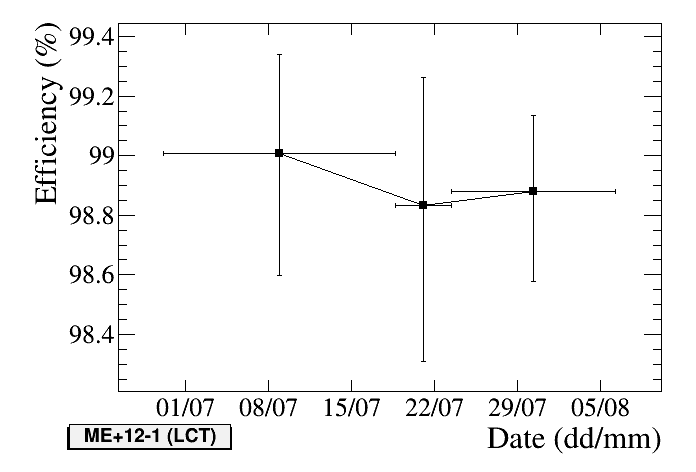 Efficiency (%)
99.4
99.2
99
98.8
98.6
98.4
01/07 08/07 15/07 22/07 29/07 05/08
ME+12-1 (LCT)
Date (dd/mm)